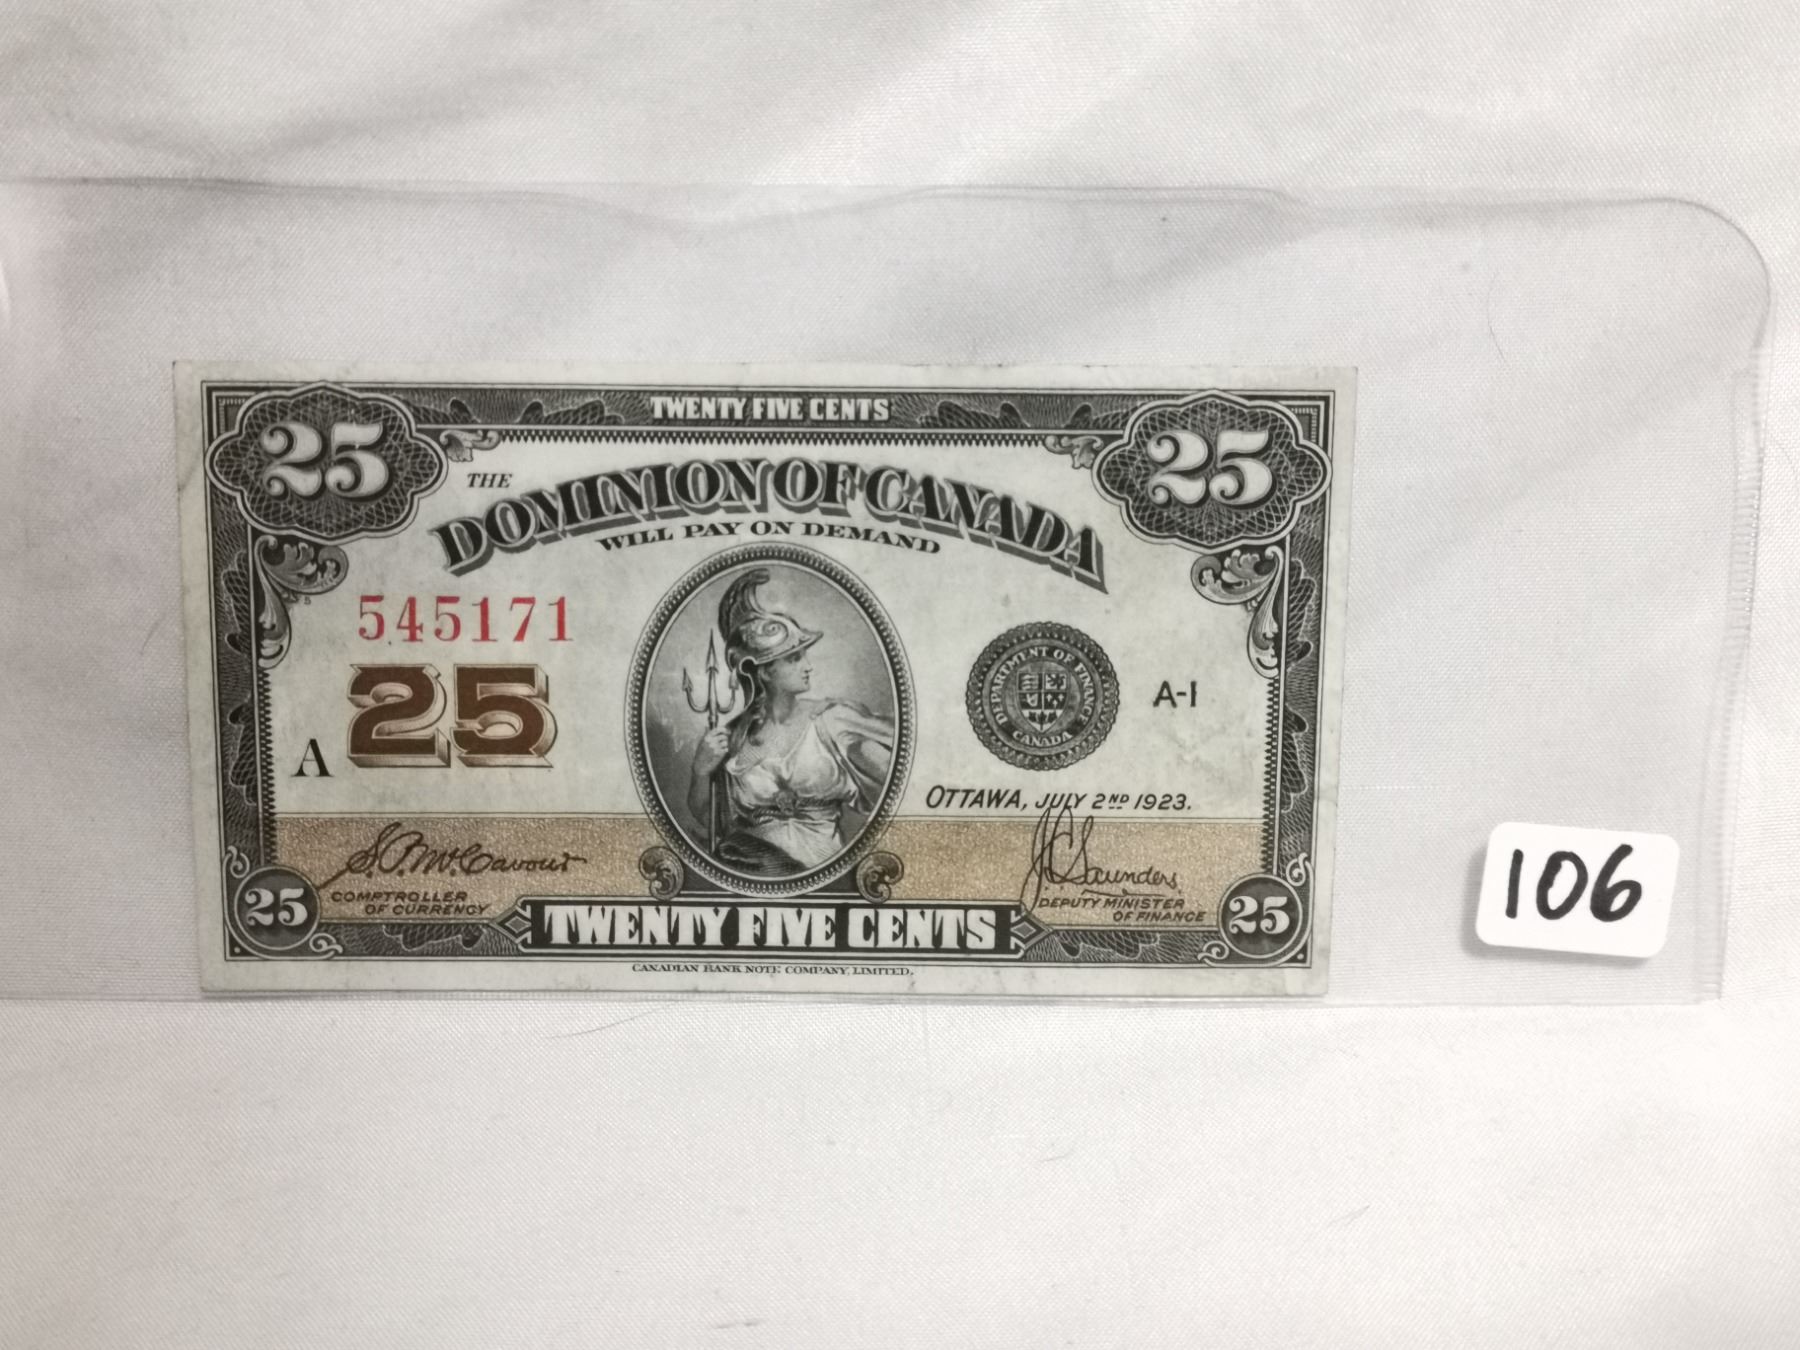 TWENTY FIVE CENTS
25 25
THE
DOMINION OF CANADA
WILL PAY ON DEMAND
545171
25
A
DEPARTMENT OF FINANCE
CANADA
A-1
OTTAWA, JULY 2ND 1923.
S.P. McCavour
COMPTROLLER
OF CURRENCY
J.C. Saunders
DEPUTY MINISTER
OF FINANCE
25 TWENTY FIVE CENTS 25
CANADIAN BANK NOTE COMPANY, LIMITED.
106